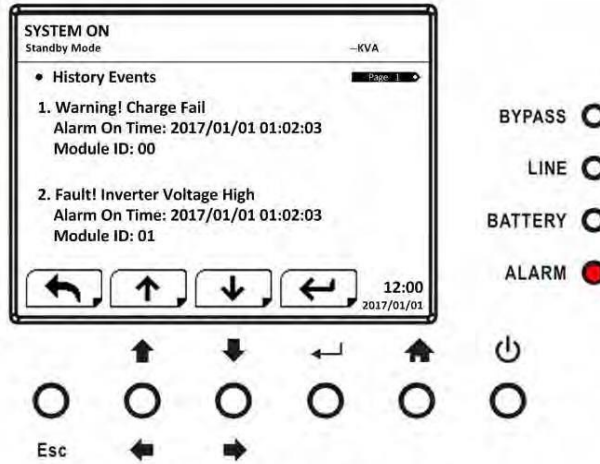 SYSTEM ON
Standby Mode
--KVA
• History Events
Page 1
1. Warning! Charge Fail
Alarm On Time: 2017/01/01 01:02:03
Module ID: 00
2. Fault! Inverter Voltage High
Alarm On Time: 2017/01/01 01:02:03
Module ID: 01
12:00
2017/01/01
BYPASS
LINE
BATTERY
ALARM
Esc